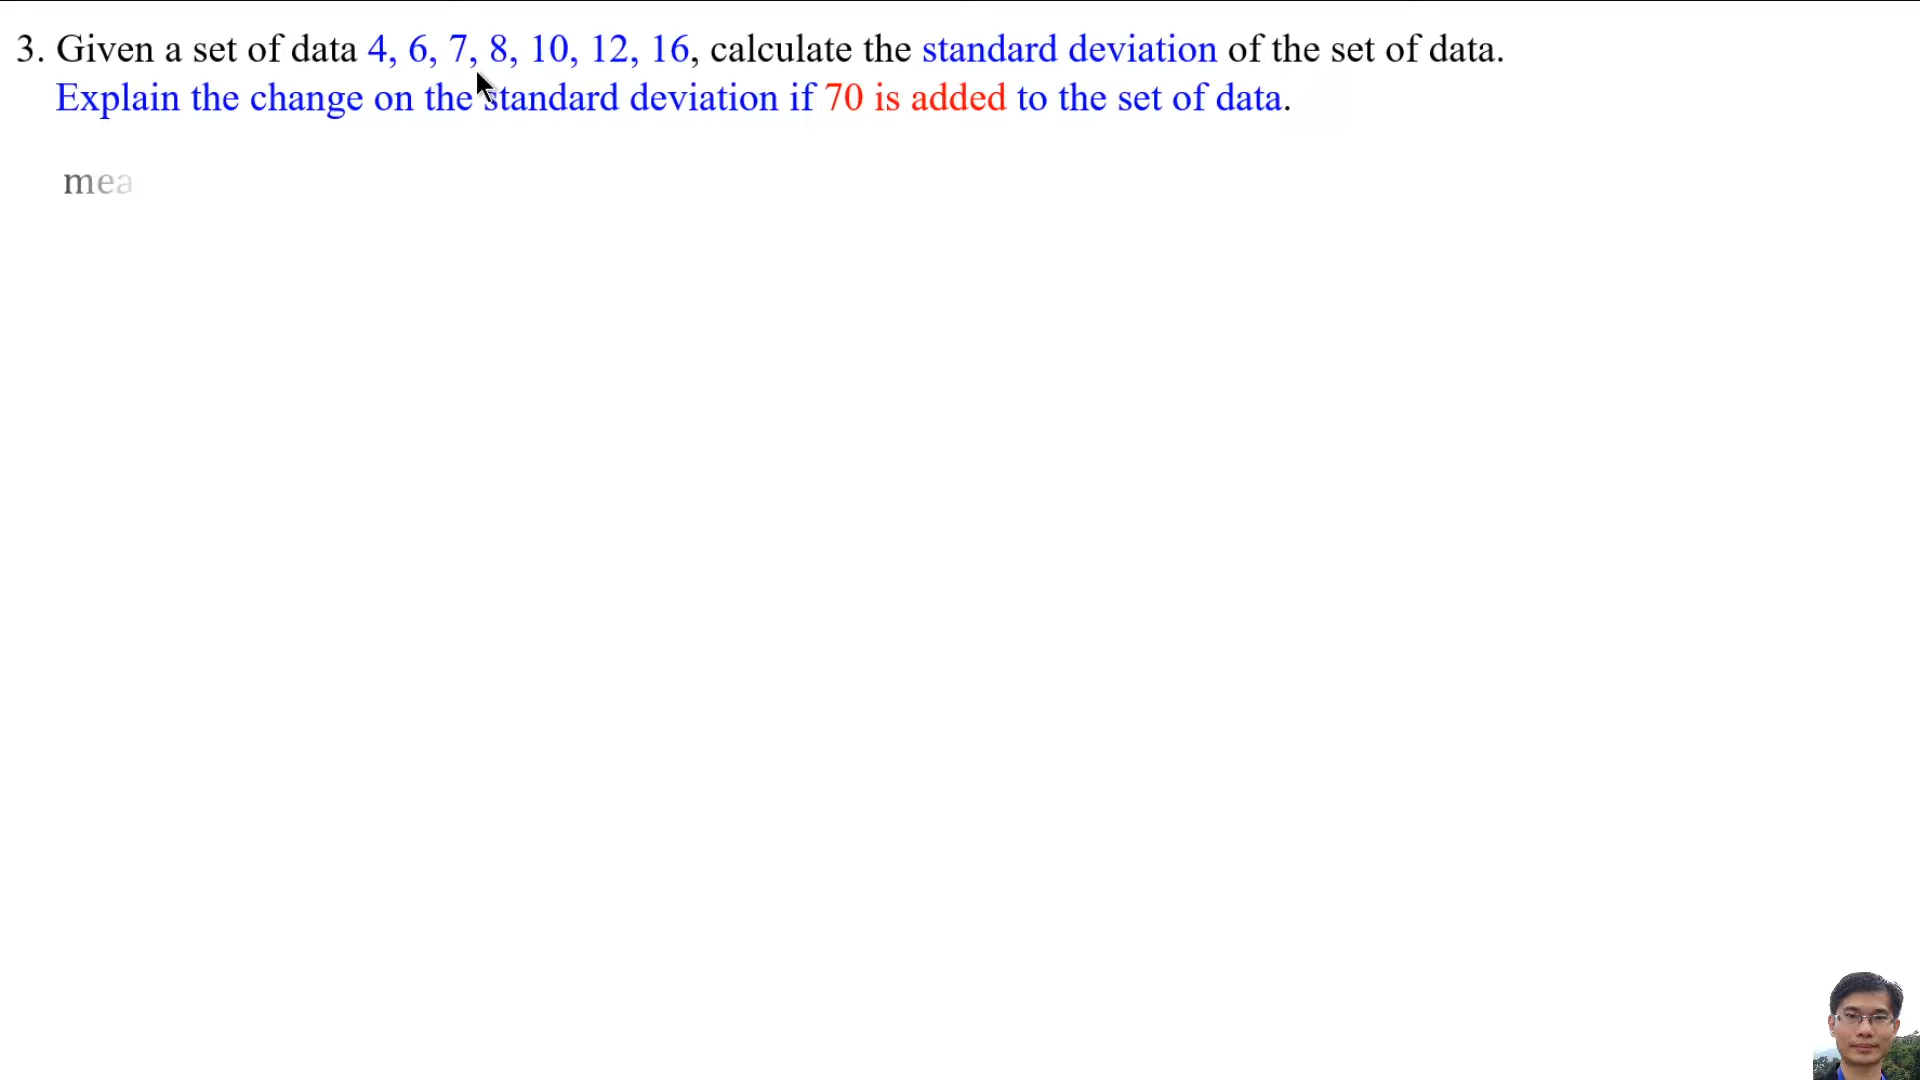 3. Given a set of data 4, 6, 7, 8, 10, 12, 16, calculate the standard deviation of the set of data.
Explain the change on the standard deviation if 70 is added to the set of data.
mea